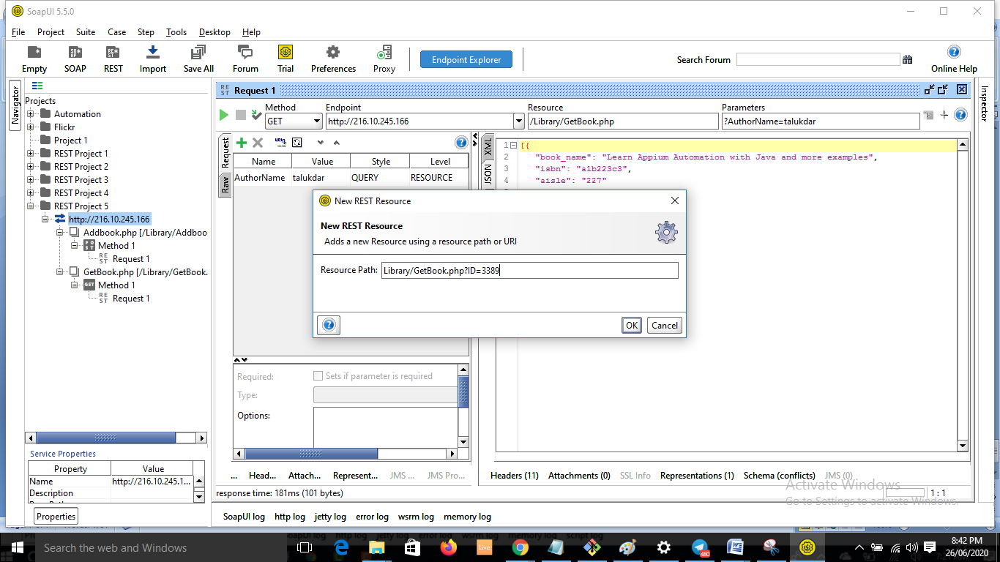 SoapUI 5.5.0
File Project Suite Case Step Tools Desktop Help
Empty SOAP REST Import Save All Forum Trial Preferences Proxy Endpoint Explorer Search Forum Online Help
Navigator
Projects
Automation
Flickr
Project 1
REST Project 1
REST Project 2
REST Project 3
REST Project 4
REST Project 5
http://216.10.245.166
Addbook.php [/Library/Addboo
Method 1
Request 1
GetBook.php [/Library/GetBook.
Method 1
Request 1
Service Properties
Property Value
Name http://216.10.245.1...
Description
Properties
Request 1
Method Endpoint Resource Parameters
GET http://216.10.245.166 /Library/GetBook.php ?AuthorName=talukdar
Inspector
Request
Raw
Name Value Style Level
AuthorName talukdar QUERY RESOURCE
XML
JSON
1 [{
2 "book_name": "Learn Appium Automation with Java and more examples",
3 "isbn": "a1b223c3",
4 "aisle": "227"
New REST Resource
New REST Resource
Adds a new Resource using a resource path or URI
Resource Path: Library/GetBook.php?ID=3389
OK Cancel
Required: Sets if parameter is required
Type:
Options:
... Head... Attach... Represent... JMS ... JMS Pro...
Headers (11) Attachments (0) SSL Info Representations (1) Schema (conflicts) JMS (0)
response time: 181ms (101 bytes)
1 : 1
Activate Windows
Go to Settings to activate Windows.
SoapUI log http log jetty log error log wsrm log memory log
Search the web and Windows
Live
480
8:42 PM
26/06/2020